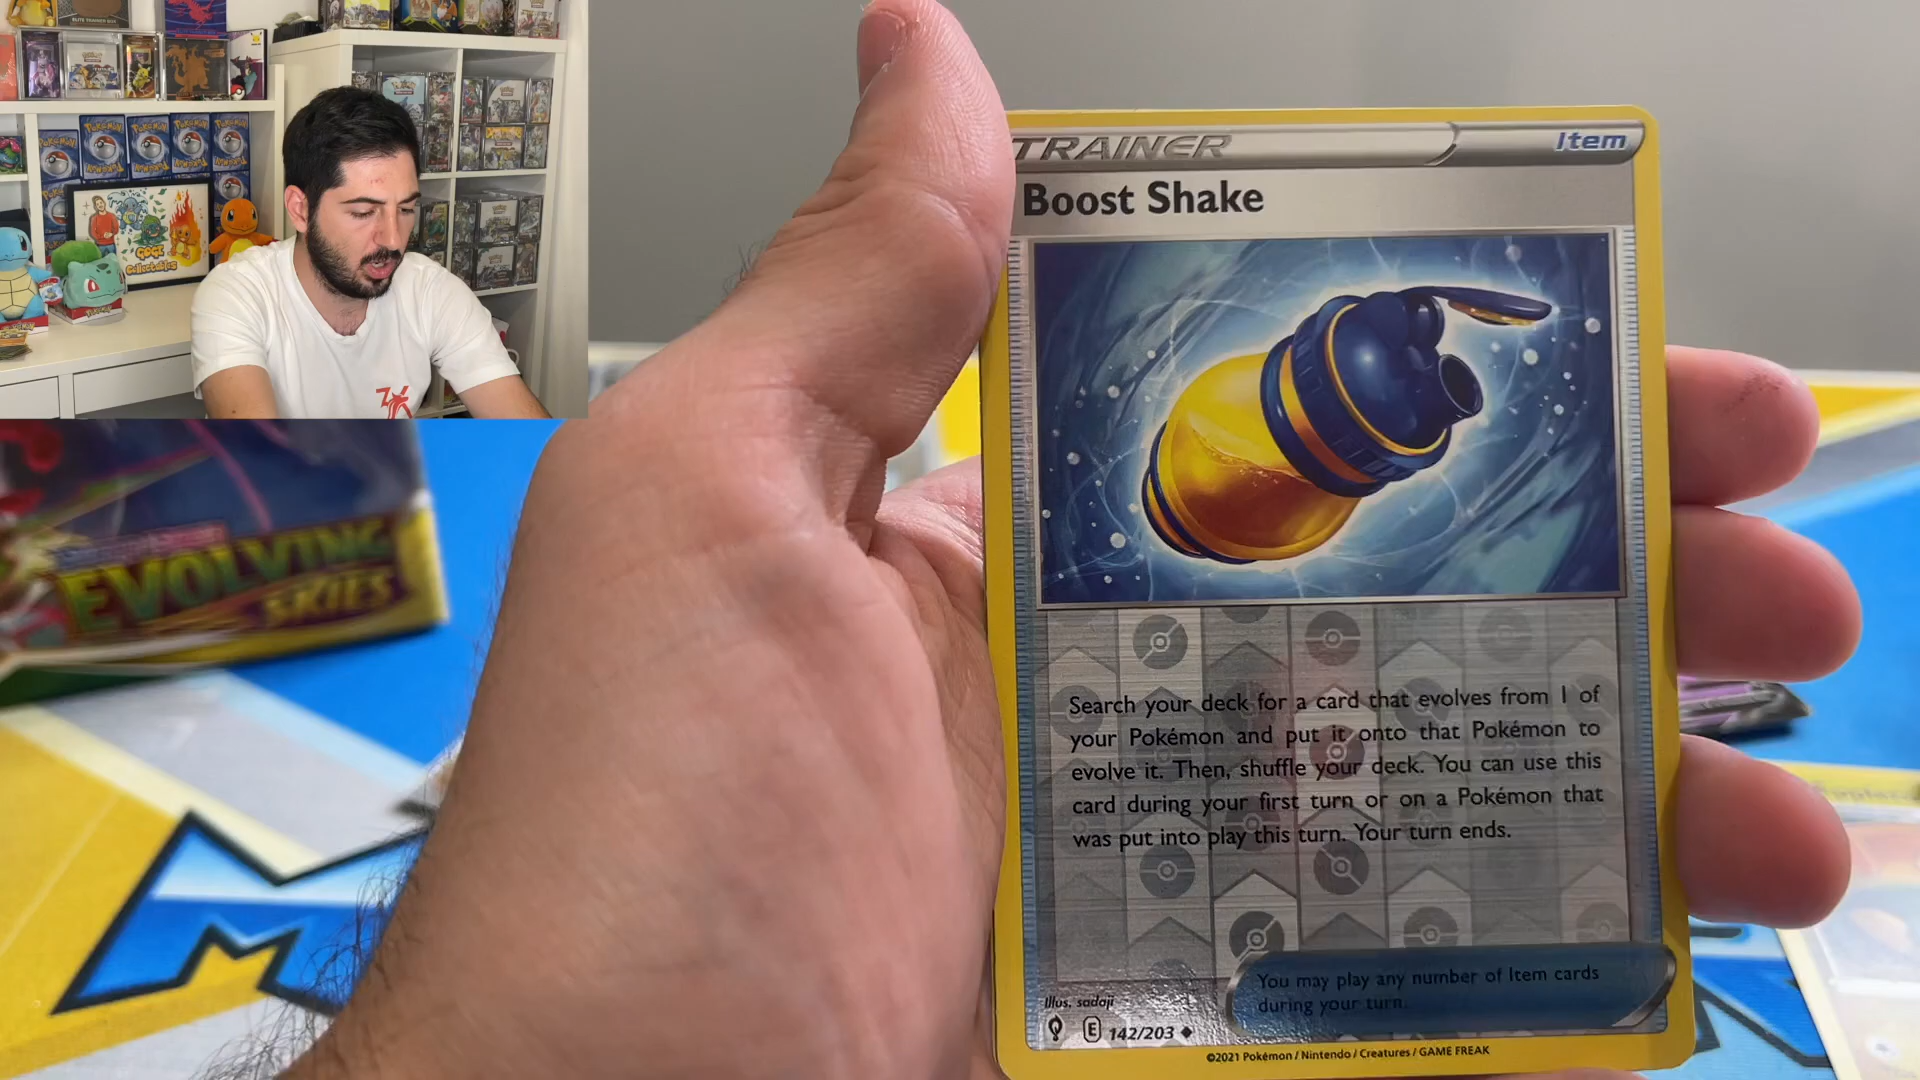 TRAINER
Item
Boost Shake
Search your deck for a card that evolves from 1 of
your Pokémon and put it onto that Pokémon to
evolve it. Then, shuffle your deck. You can use this
card during your first turn or on a Pokémon that
was put into play this turn. Your turn ends.
You may play any number of Item cards
during your turn.
Illus. sadaji
E 142/203
©2021 Pokémon / Nintendo / Creatures / GAME FREAK
EVOLVING
SKIES
GOGZ
Collectables